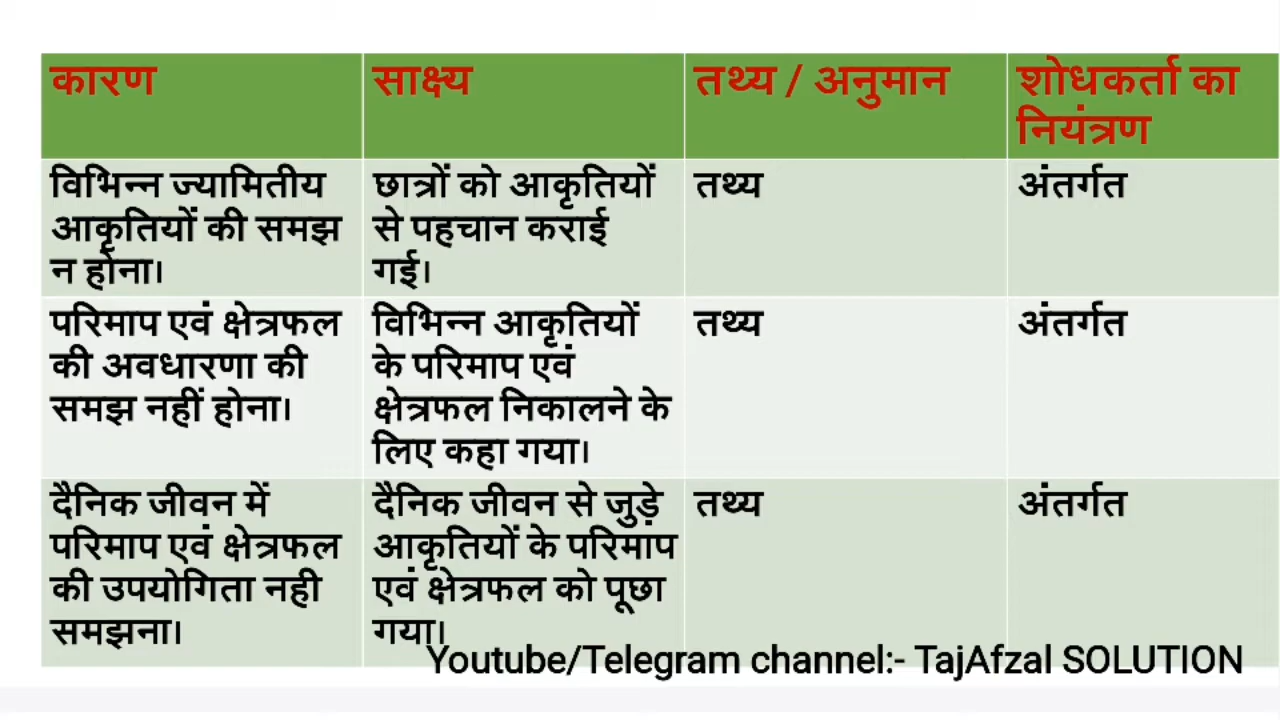 कारण
साक्ष्य
तथ्य / अनुमान
शोधकर्ता का
नियंत्रण
विभिन्न ज्यामितीय
आकृतियों की समझ
न होना।
छात्रों को आकृतियों
से पहचान कराई
गई।
तथ्य
अंतर्गत
परिमाप एवं क्षेत्रफल
की अवधारणा की
समझ नहीं होना।
विभिन्न आकृतियों
के परिमाप एवं
क्षेत्रफल निकालने के
लिए कहा गया।
तथ्य
अंतर्गत
दैनिक जीवन में
परिमाप एवं क्षेत्रफल
की उपयोगिता नही
समझना।
दैनिक जीवन से जुड़े
आकृतियों के परिमाप
एवं क्षेत्रफल को पूछा
गया।
तथ्य
अंतर्गत
Youtube/Telegram channel:- TajAfzal SOLUTION